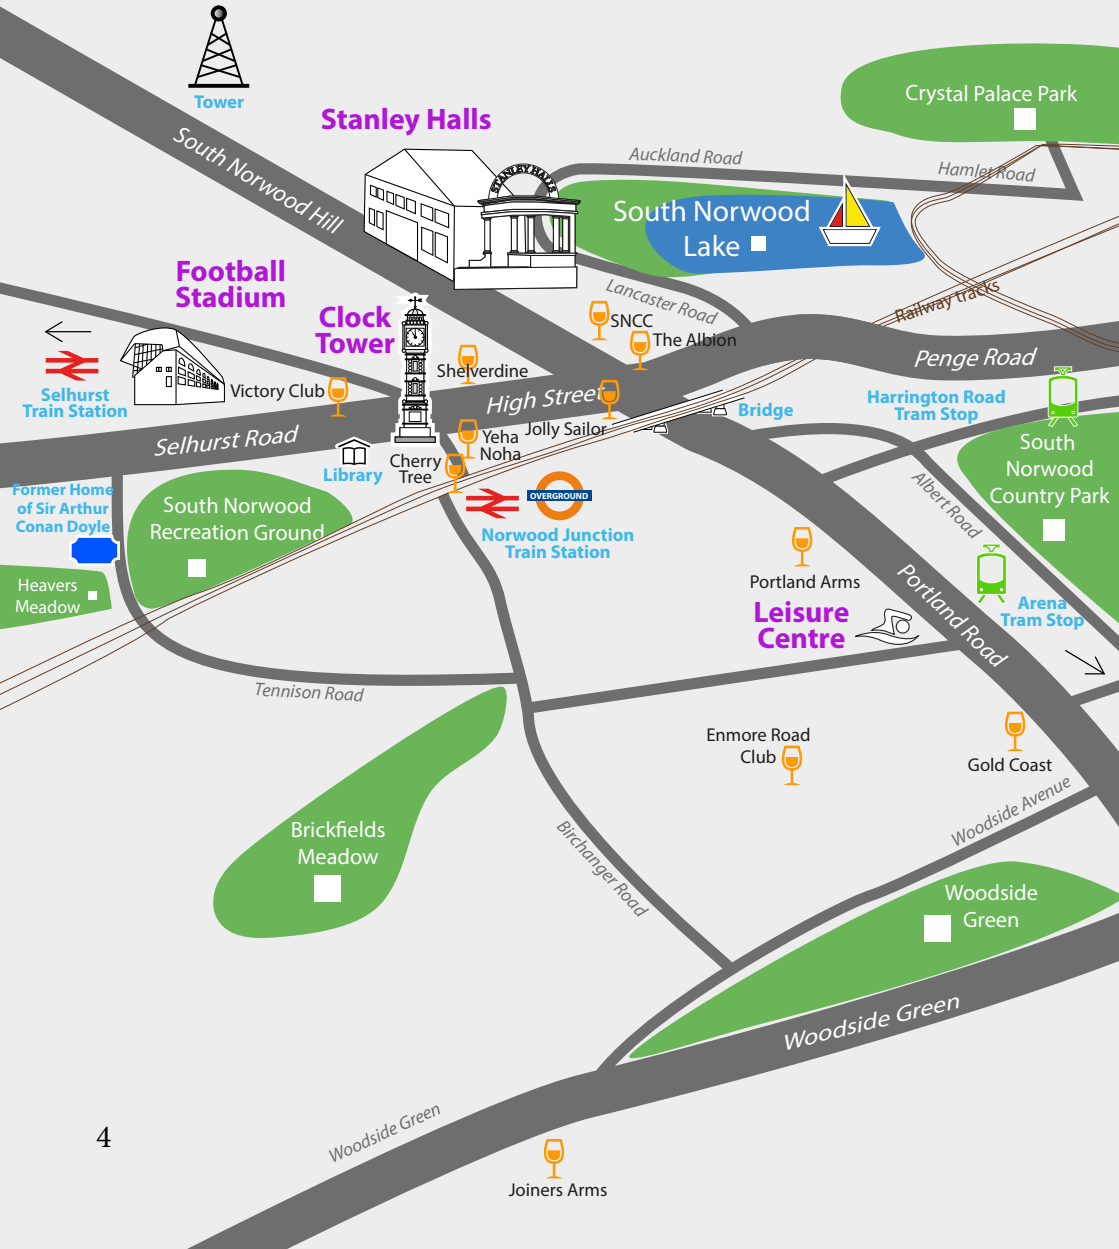 Tower
Stanley Halls
STANLEY HALLS
Crystal Palace Park
Auckland Road
Hamlet Road
South Norwood Hill
South Norwood
Lake
Football
Stadium
Clock
Tower
Lancaster Road
Railway tracks
SNCC
The Albion
Penge Road
Shelverdine
Selhurst
Train Station
Victory Club
High Street
Harrington Road
Tram Stop
Bridge
Selhurst Road
Jolly Sailor
Yeha
Noha
Cherry
Tree
Library
South
Norwood
Country Park
Former Home
of Sir Arthur
Conan Doyle
South Norwood
Recreation Ground
OVERGROUND
Norwood Junction
Train Station
Albert Road
Heavers
Meadow
Portland Arms
Leisure
Centre
Portland Road
Arena
Tram Stop
Tennison Road
Enmore Road
Club
Gold Coast
Brickfields
Meadow
Birchanger Road
Woodside Avenue
Woodside
Green
Woodside Green
Woodside Green
4
Joiners Arms